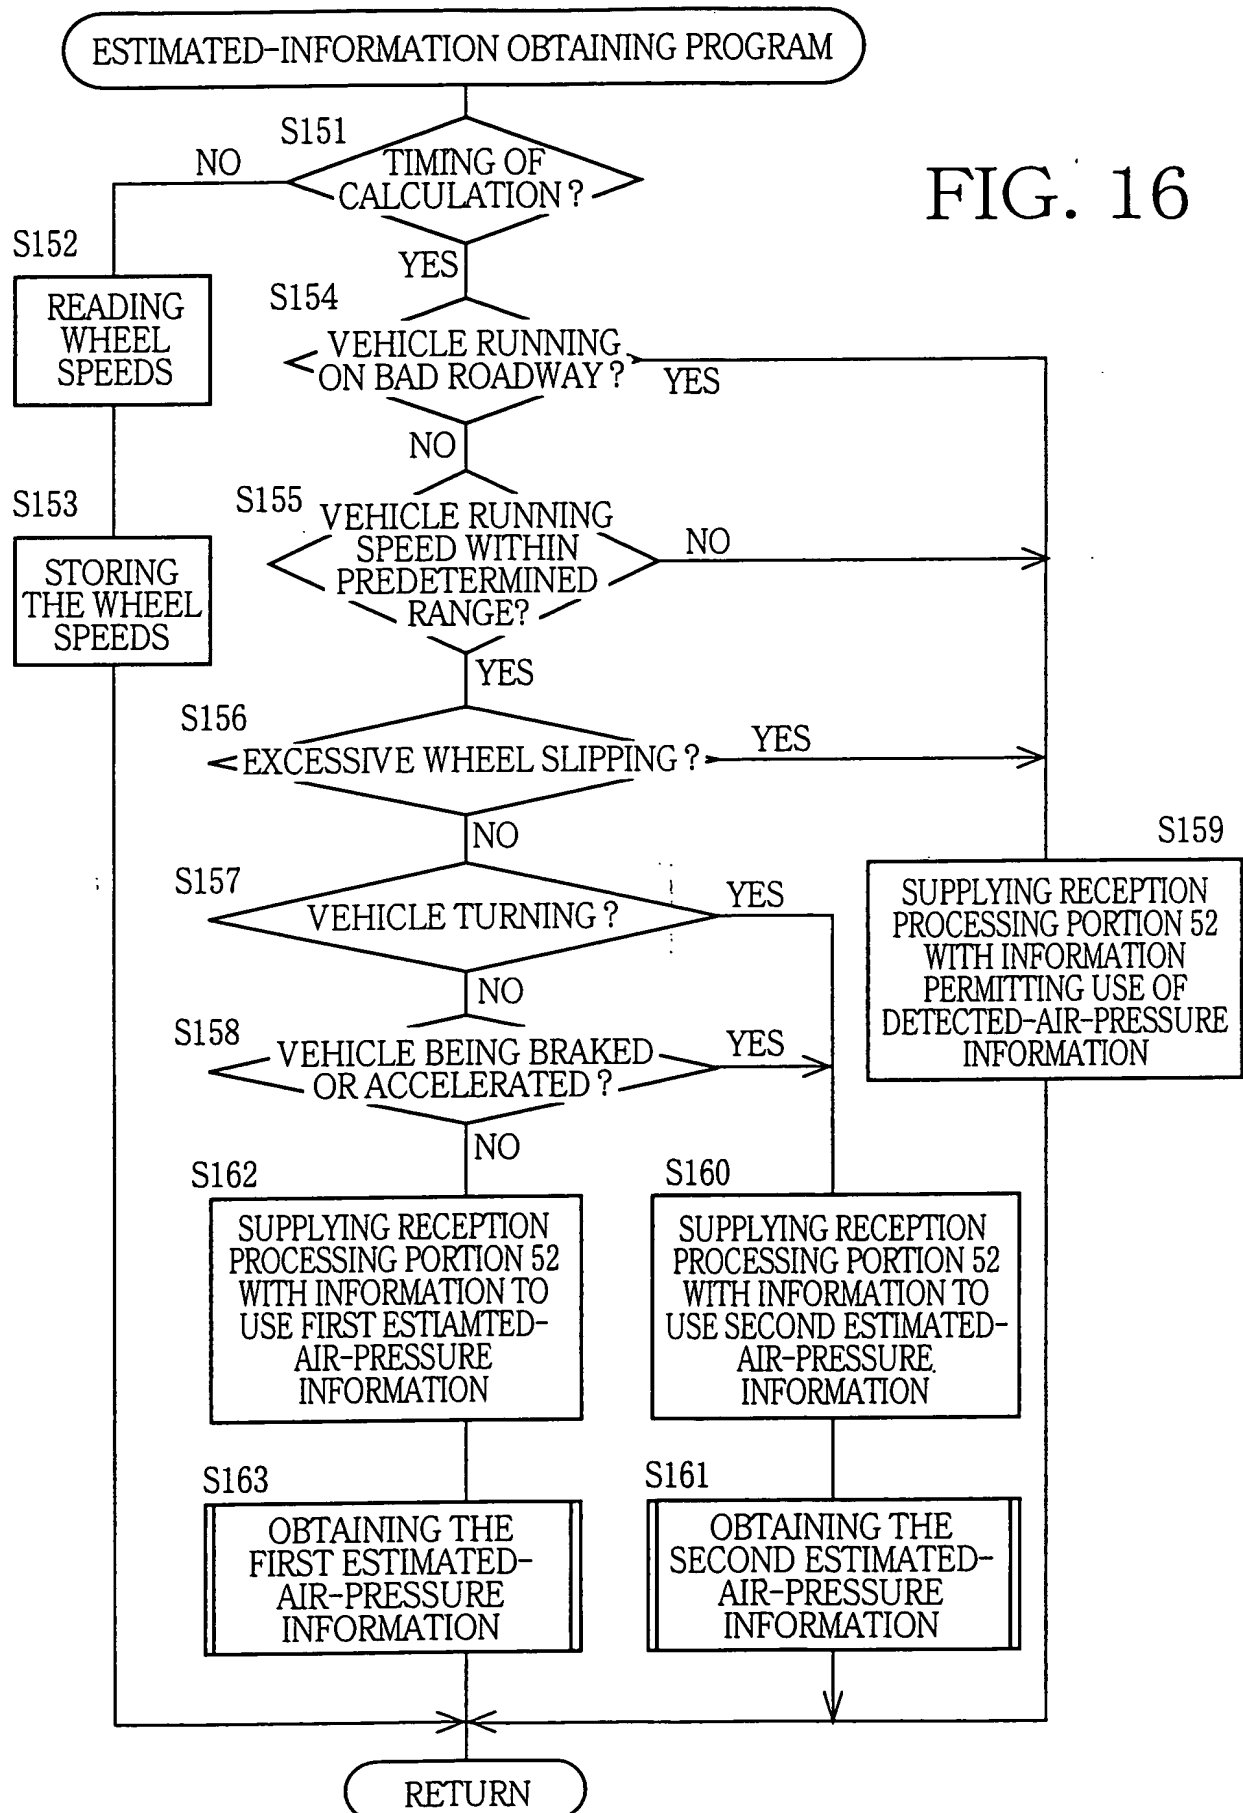 ESTIMATED-INFORMATION OBTAINING PROGRAM
FIG. 16
S151
TIMING OF
CALCULATION?
NO
YES
S152
READING
WHEEL
SPEEDS
S153
STORING
THE WHEEL
SPEEDS
S154
VEHICLE RUNNING
ON BAD ROADWAY?
YES
NO
S155
VEHICLE RUNNING
SPEED WITHIN
PREDETERMINED
RANGE?
NO
YES
S156
EXCESSIVE WHEEL SLIPPING?
YES
NO
S157
VEHICLE TURNING?
YES
NO
S158
VEHICLE BEING BRAKED
OR ACCELERATED?
YES
NO
S159
SUPPLYING RECEPTION
PROCESSING PORTION 52
WITH INFORMATION
PERMITTING USE OF
DETECTED-AIR-PRESSURE
INFORMATION
S162
SUPPLYING RECEPTION
PROCESSING PORTION 52
WITH INFORMATION TO
USE FIRST ESTIAMTED-
AIR-PRESSURE
INFORMATION
S160
SUPPLYING RECEPTION
PROCESSING PORTION 52
WITH INFORMATION TO
USE SECOND ESTIMATED-
AIR-PRESSURE
INFORMATION
S163
OBTAINING THE
FIRST ESTIMATED-
AIR-PRESSURE
INFORMATION
S161
OBTAINING THE
SECOND ESTIMATED-
AIR-PRESSURE
INFORMATION
RETURN